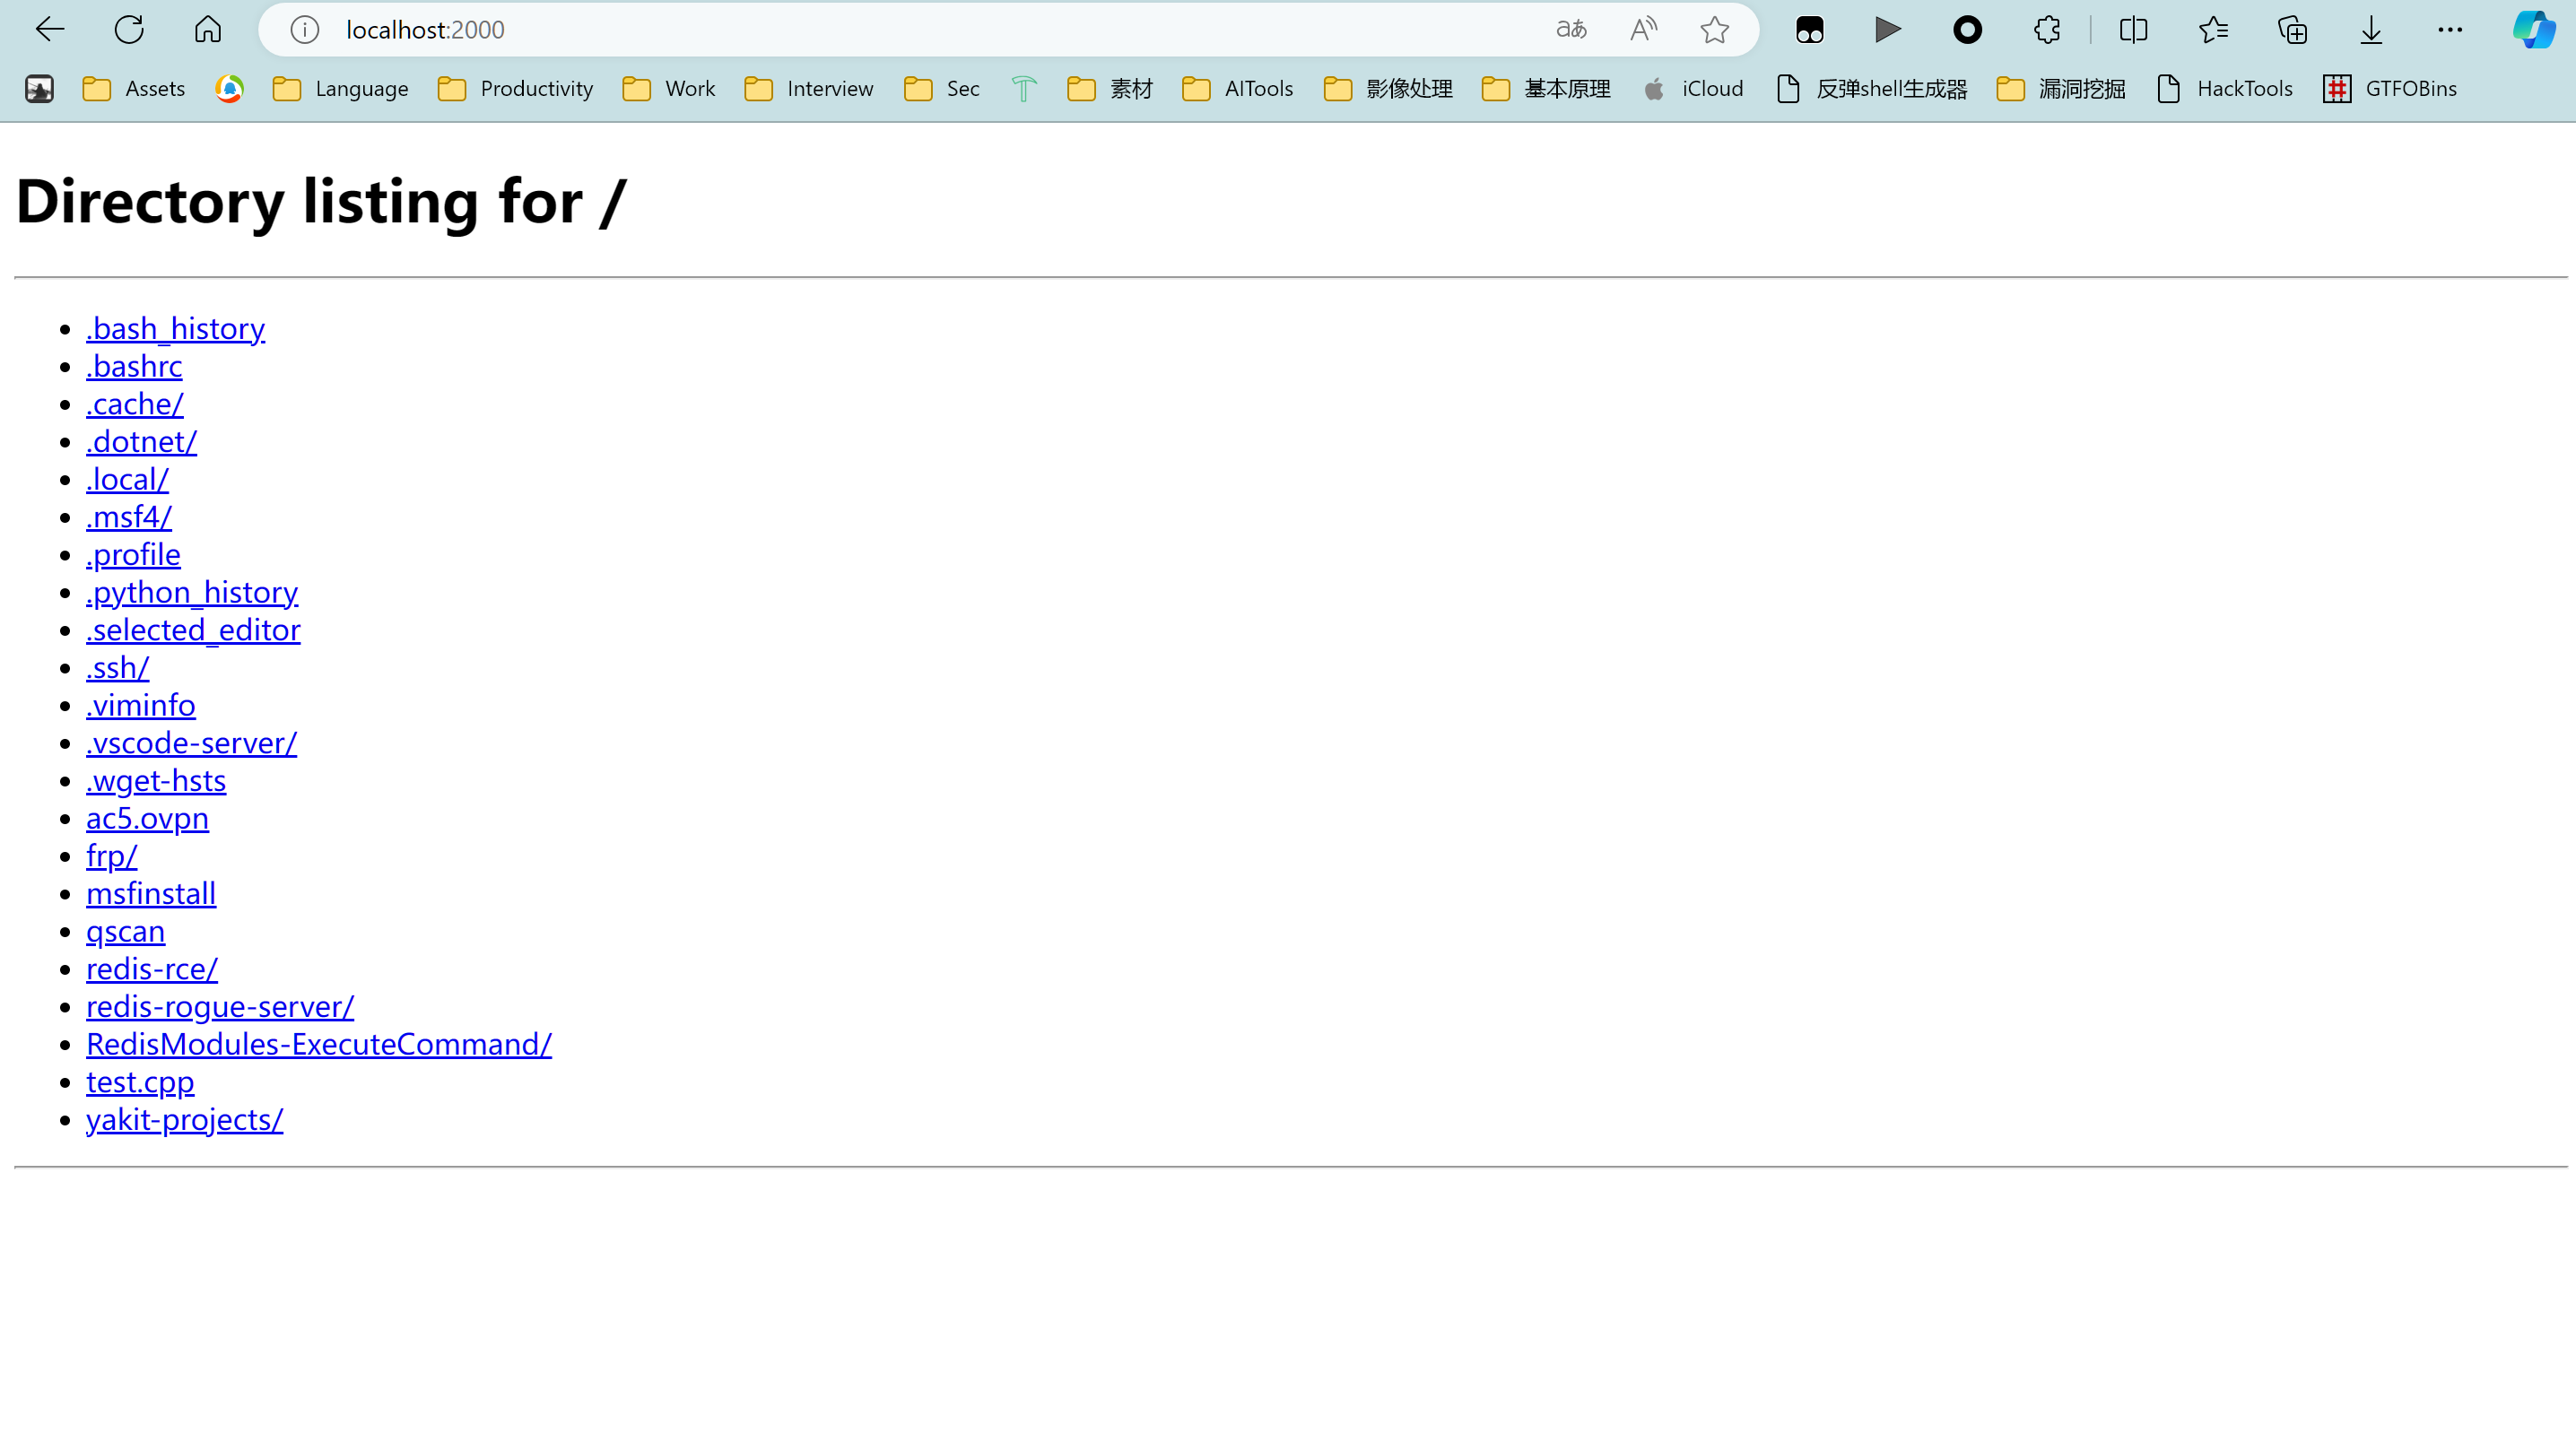 localhost:2000
Assets Language Productivity Work Interview Sec 素材 AITools 影像处理 基本原理 iCloud 反弹shell生成器 漏洞挖掘 HackTools GTFOBins
Directory listing for /
.bash_history
.bashrc
.cache/
.dotnet/
.local/
.msf4/
.profile
.python_history
.selected_editor
.ssh/
.viminfo
.vscode-server/
.wget-hsts
ac5.ovpn
frp/
msfinstall
qscan
redis-rce/
redis-rogue-server/
RedisModules-ExecuteCommand/
test.cpp
yakit-projects/